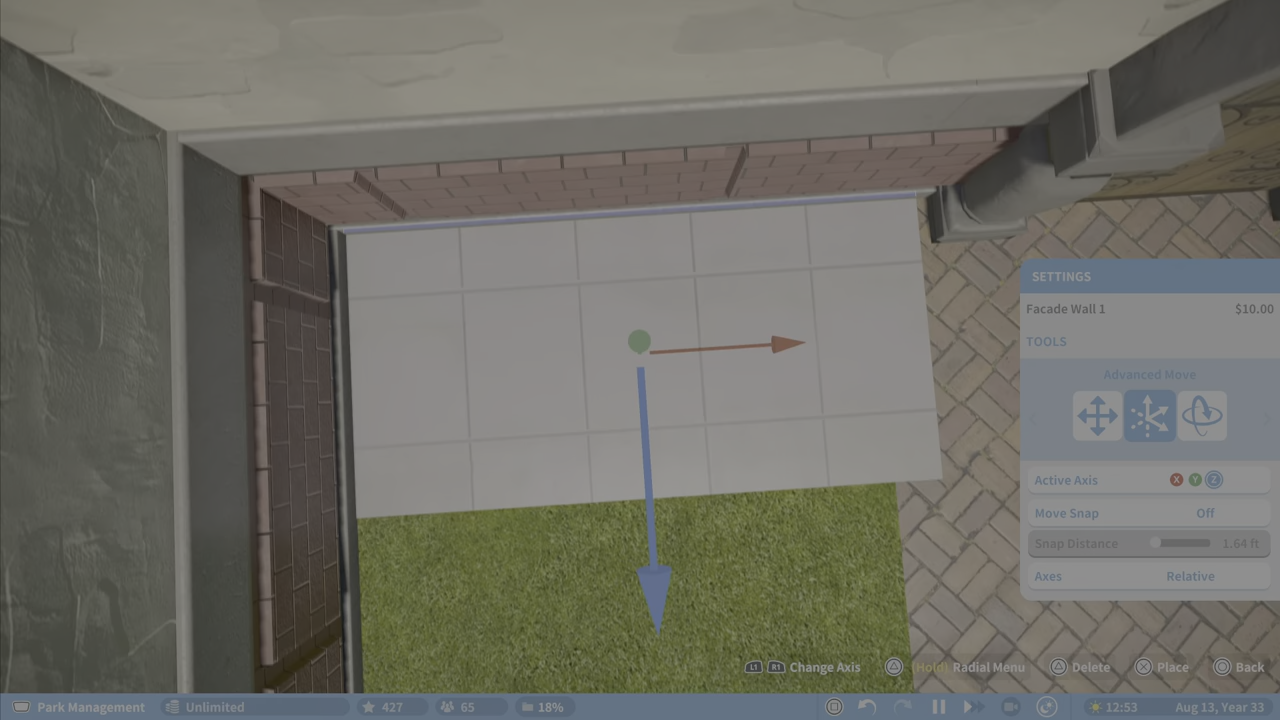 SETTINGS
Facade Wall 1 $10.00
TOOLS
Advanced Move
Active Axis X Y Z
Move Snap Off
Snap Distance 1.64 ft
Axes Relative
L1 R1 Change Axis (Hold) Radial Menu Delete Place Back
Park Management Unlimited 427 65 18% 12:53 Aug 13, Year 33